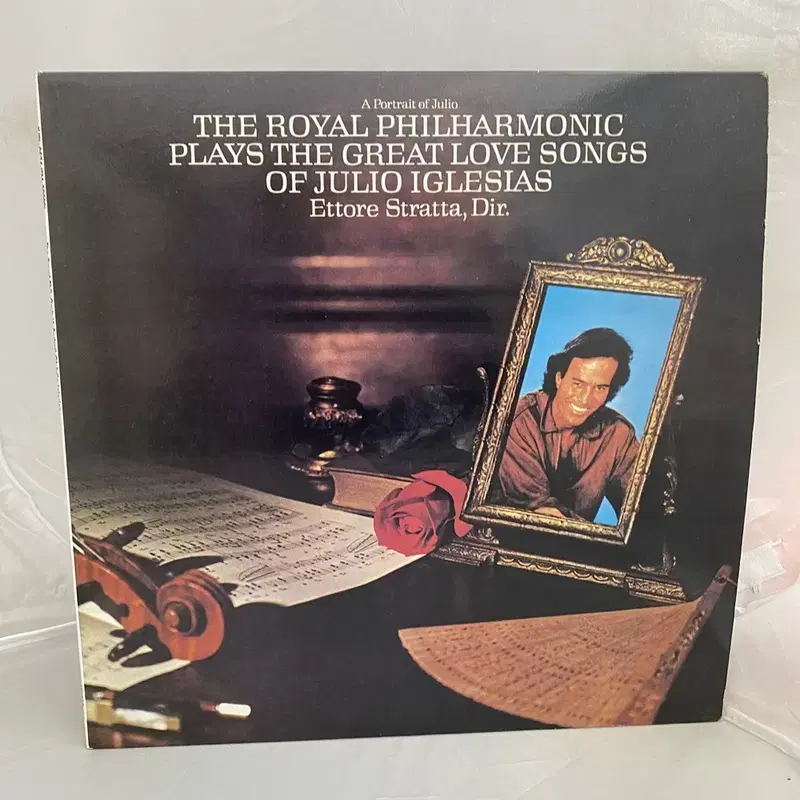 A Portrait of Julio
THE ROYAL PHILHARMONIC
PLAYS THE GREAT LOVE SONGS
OF JULIO IGLESIAS
Ettore Stratta, Dir.